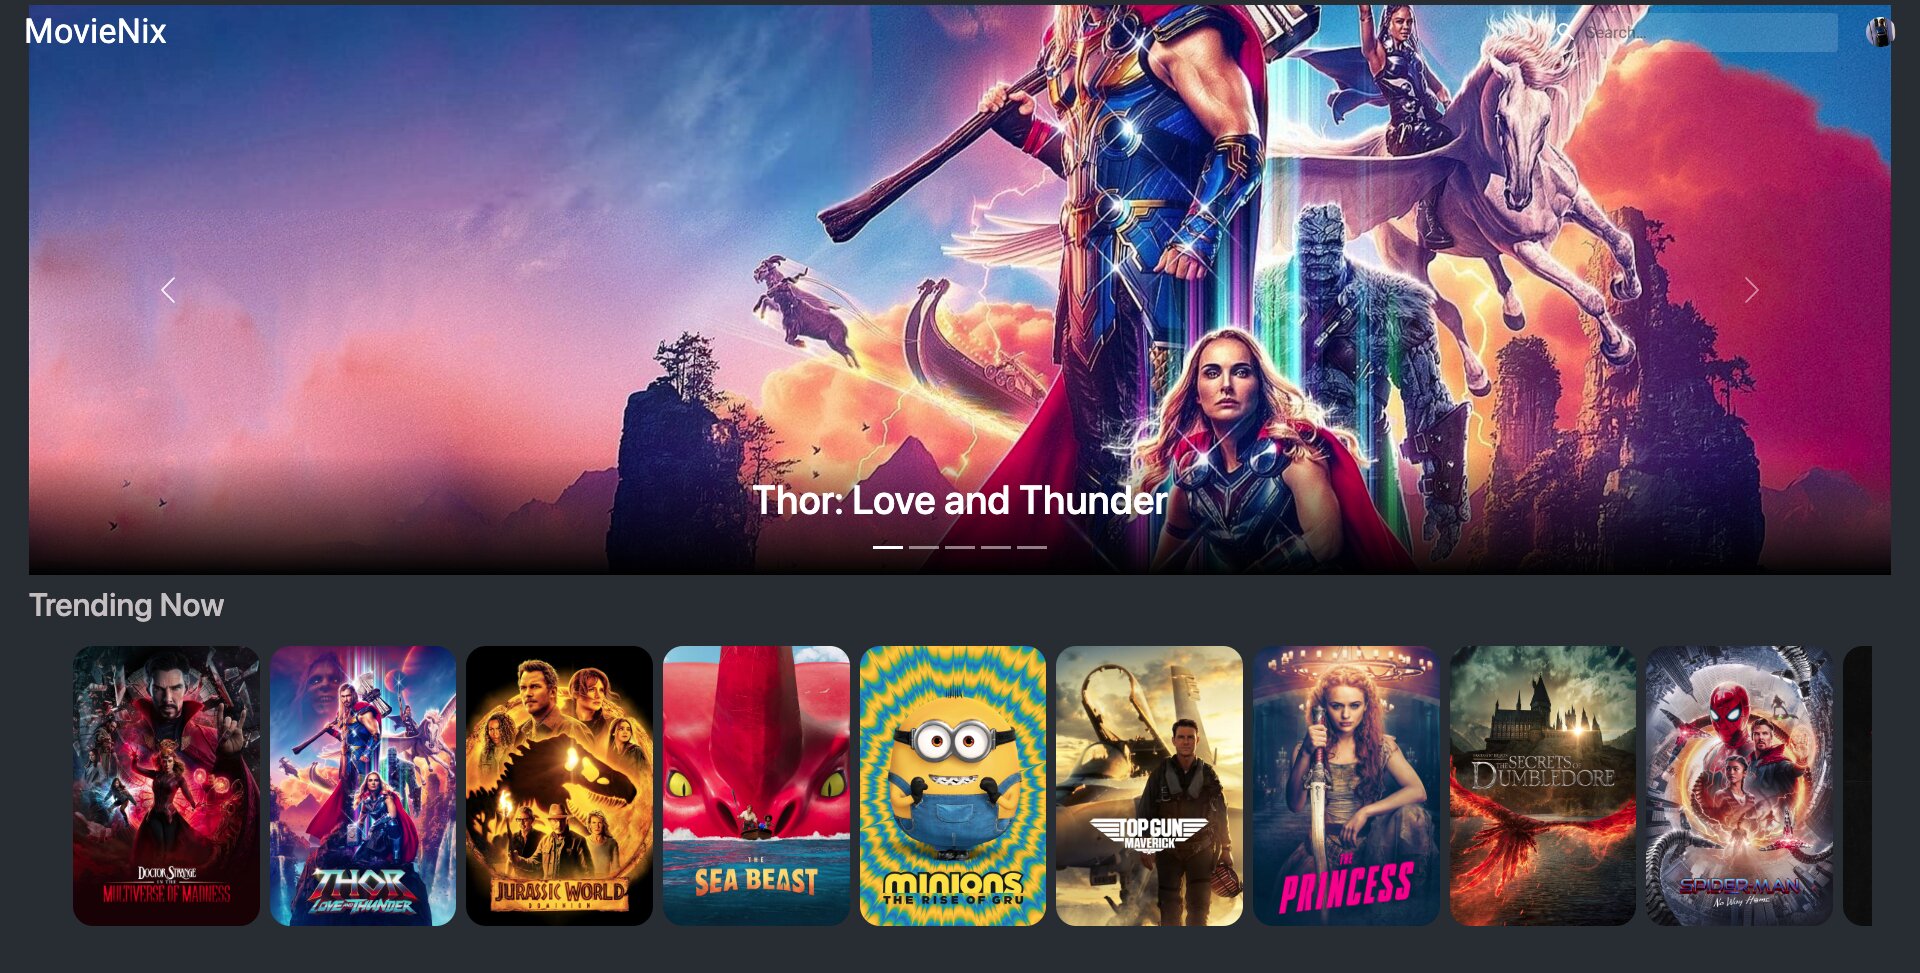 MovieNix
Search...
Thor: Love and Thunder
Trending Now
DOCTOR STRANGE
IN THE
MULTIVERSE OF MADNESS
THOR
LOVE AND THUNDER
JURASSIC WORLD
DOMINION
THE
SEA BEAST
MINIONS
THE RISE OF GRU
TOP GUN
MAVERICK
THE
PRINCESS
THE SECRETS OF
DUMBLEDORE
SPIDER-MAN
No Way Home